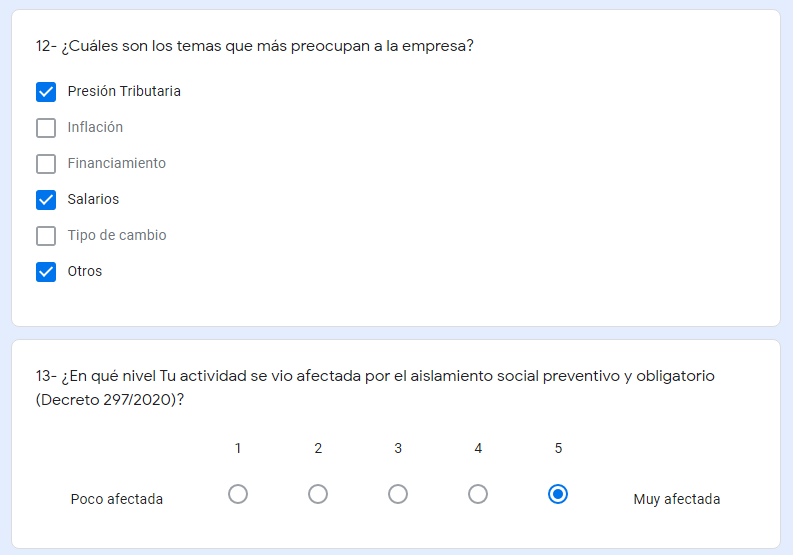 12- ¿Cuáles son los temas que más preocupan a la empresa?
Presión Tributaria
Inflación
Financiamiento
Salarios
Tipo de cambio
Otros
13- ¿En qué nivel Tu actividad se vio afectada por el aislamiento social preventivo y obligatorio
(Decreto 297/2020)?
1 2 3 4 5
Poco afectada Muy afectada